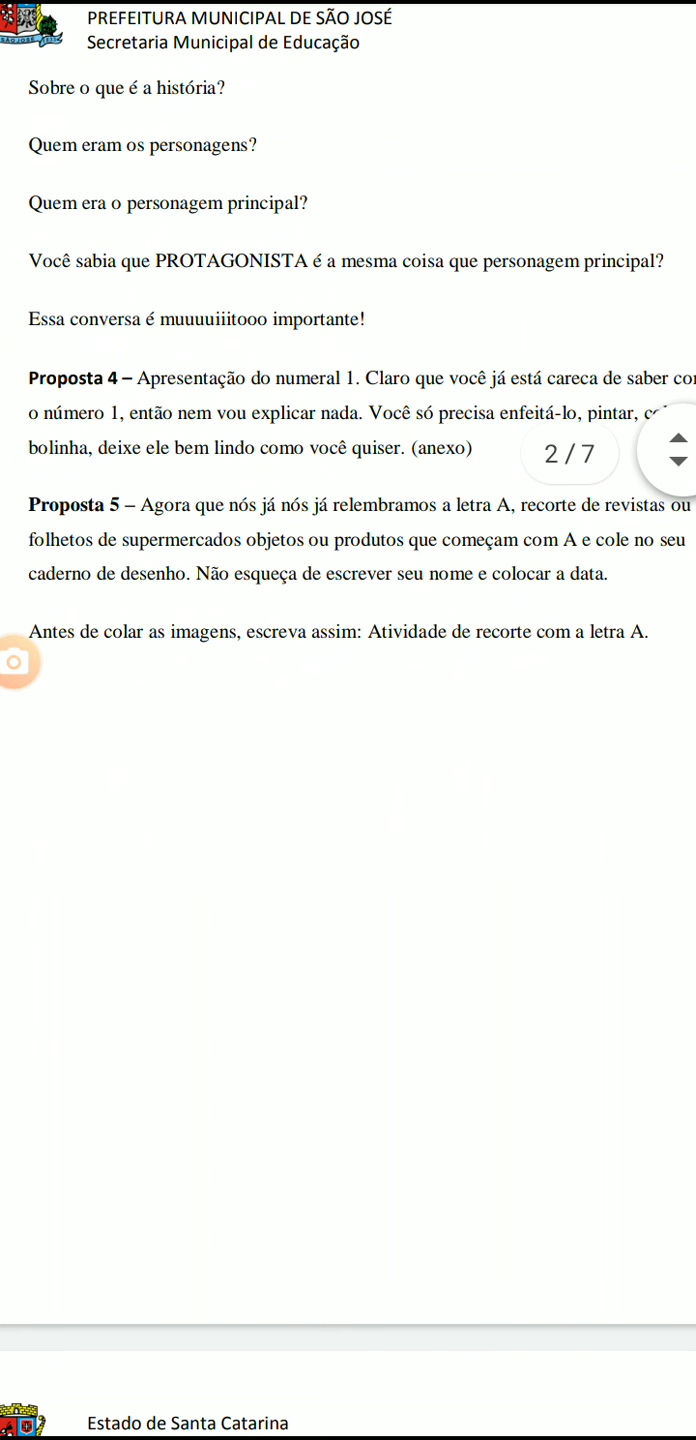 PREFEITURA MUNICIPAL DE SÃO JOSÉ
Secretaria Municipal de Educação
Sobre o que é a história?
Quem eram os personagens?
Quem era o personagem principal?
Você sabia que PROTAGONISTA é a mesma coisa que personagem principal?
Essa conversa é muuuuiiitooo importante!
Proposta 4 – Apresentação do numeral 1. Claro que você já está careca de saber
o número 1, então nem vou explicar nada. Você só precisa enfeitá-lo, pintar,
bolinha, deixe ele bem lindo como você quiser. (anexo)
2 / 7
Proposta 5 – Agora que nós já nós já relembramos a letra A, recorte de revistas ou
folhetos de supermercados objetos ou produtos que começam com A e cole no seu
caderno de desenho. Não esqueça de escrever seu nome e colocar a data.
Antes de colar as imagens, escreva assim: Atividade de recorte com a letra A.
Estado de Santa Catarina